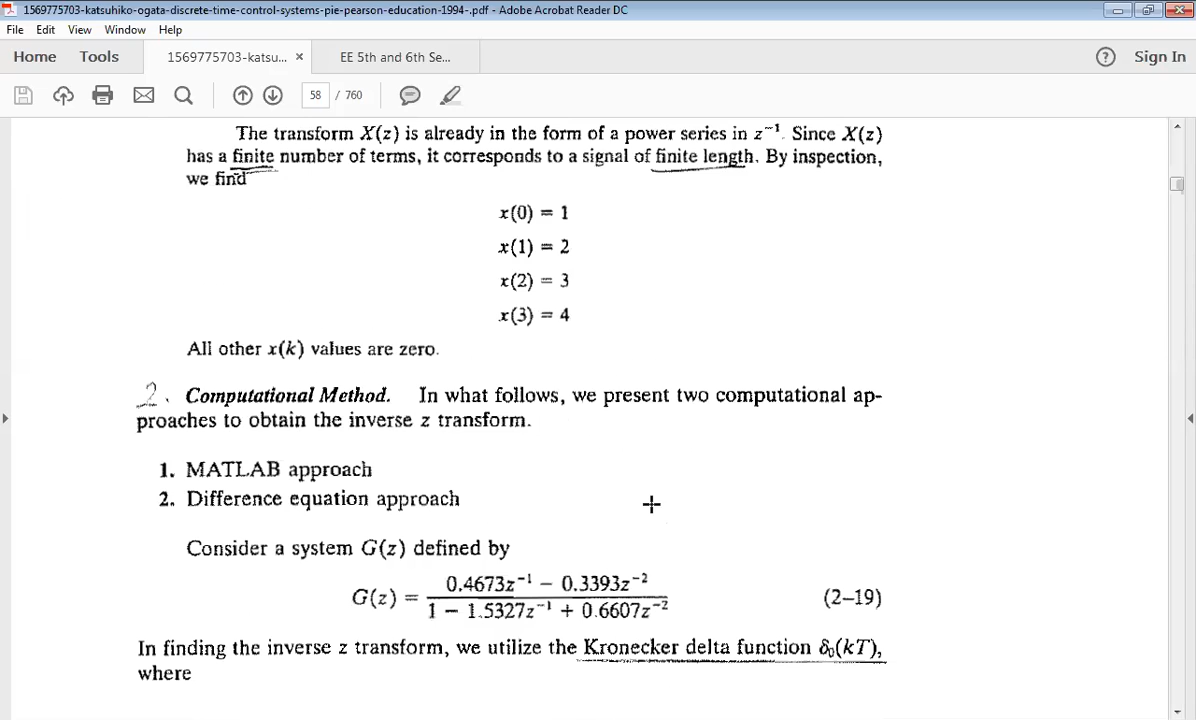 1569775703-katsuhiko-ogata-discrete-time-control-systems-pie-pearson-education-1994-.pdf - Adobe Acrobat Reader DC
File Edit View Window Help
Home Tools 1569775703-katsu... × EE 5th and 6th Se... ? Sign In
58 / 760
The transform X(z) is already in the form of a power series in z⁻¹. Since X(z)
has a finite number of terms, it corresponds to a signal of finite length. By inspection,
we find
x(0) = 1
x(1) = 2
x(2) = 3
x(3) = 4
All other x(k) values are zero.
2. Computational Method. In what follows, we present two computational ap-
proaches to obtain the inverse z transform.
1. MATLAB approach
2. Difference equation approach
Consider a system G(z) defined by
G(z) = (0.4673z⁻¹ − 0.3393z⁻²) / (1 − 1.5327z⁻¹ + 0.6607z⁻²) (2–19)
In finding the inverse z transform, we utilize the Kronecker delta function δ₀(kT),
where